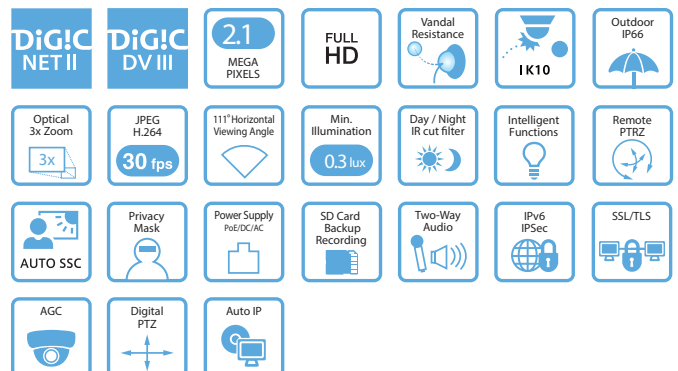 DiG!C
NET II
DiG!C
DV III
2.1
MEGA
PIXELS
FULL
HD
Vandal
Resistance
IK10
Outdoor
IP66
Optical
3x Zoom
3x
JPEG
H.264
30 fps
111° Horizontal
Viewing Angle
Min.
Illumination
0.3 lux
Day / Night
IR cut filter
Intelligent
Functions
Remote
PTRZ
AUTO SSC
Privacy
Mask
Power Supply
PoE/DC/AC
SD Card
Backup
Recording
Two-Way
Audio
IPv6
IPSec
SSL/TLS
AGC
Digital
PTZ
Auto IP